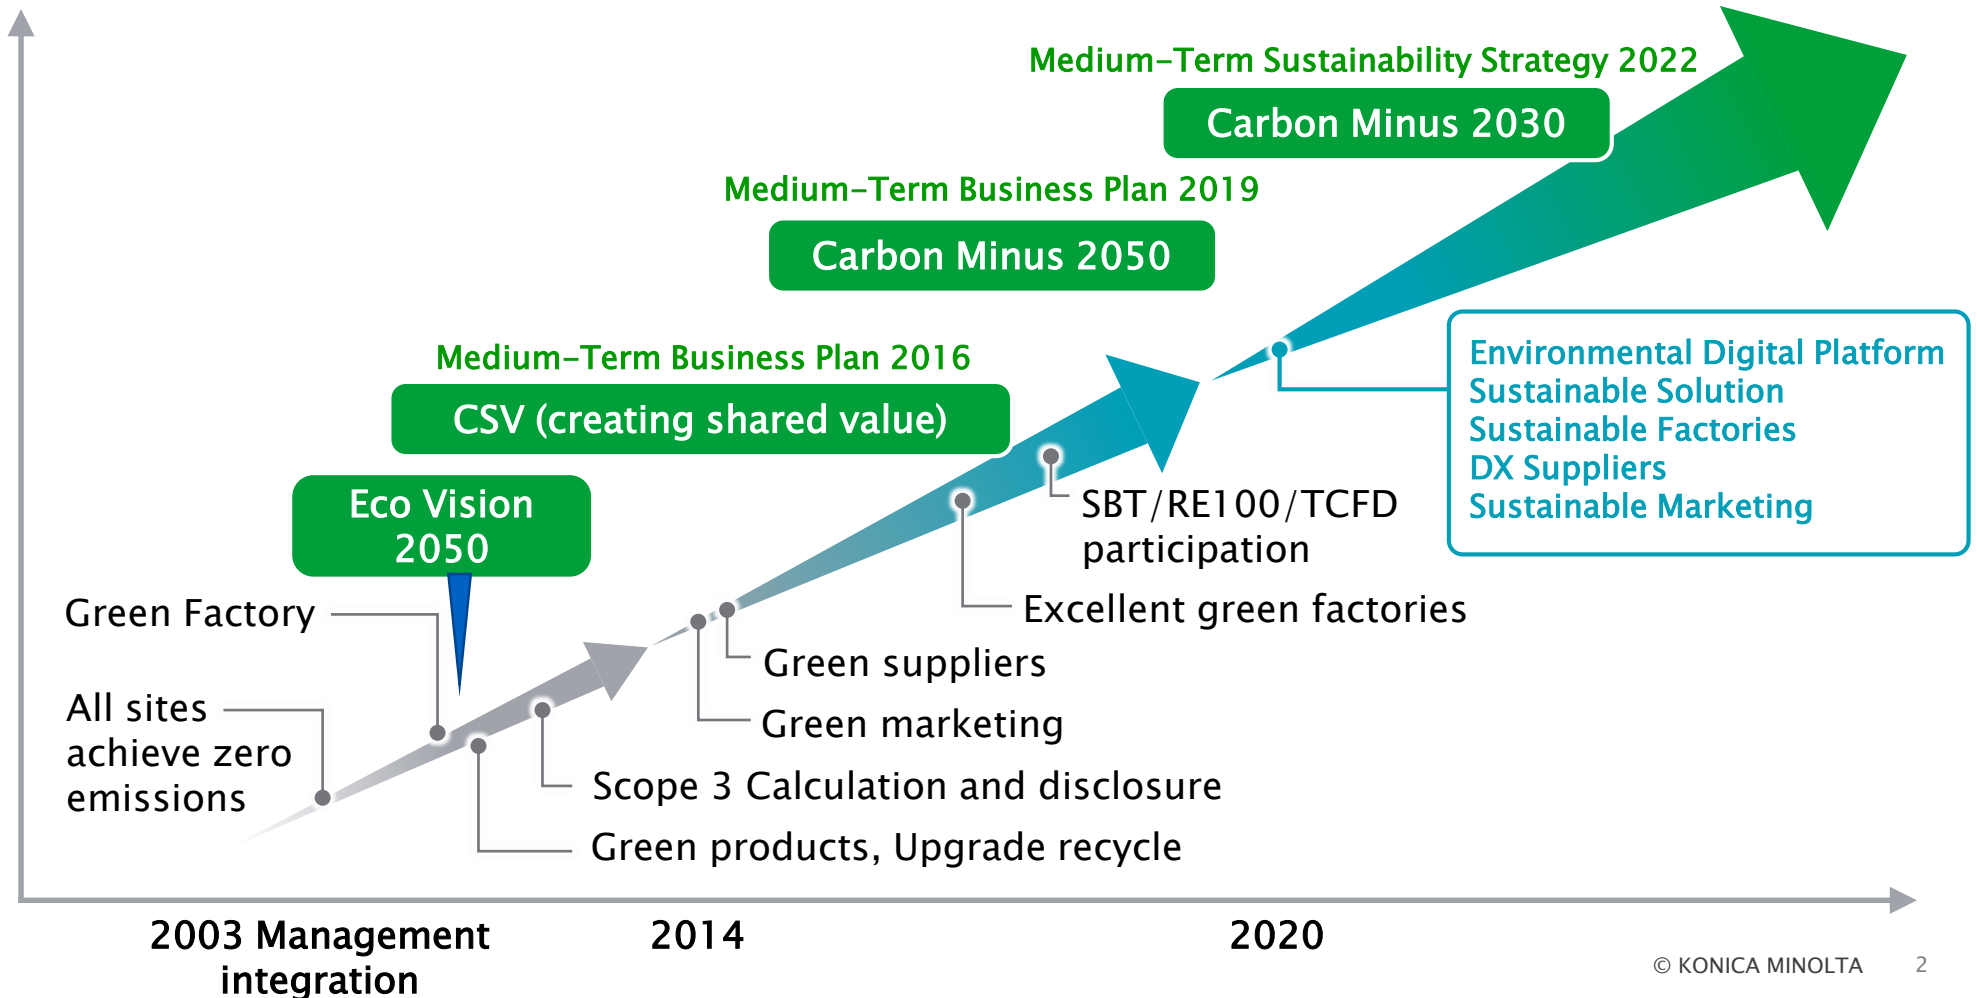 Medium-Term Sustainability Strategy 2022
Carbon Minus 2030
Medium-Term Business Plan 2019
Carbon Minus 2050
Medium-Term Business Plan 2016
CSV (creating shared value)
Eco Vision
2050
Environmental Digital Platform
Sustainable Solution
Sustainable Factories
DX Suppliers
Sustainable Marketing
SBT/RE100/TCFD
participation
Excellent green factories
Green Factory
Green suppliers
All sites
achieve zero
emissions
Green marketing
Scope 3 Calculation and disclosure
Green products, Upgrade recycle
2003 Management
integration
2014
2020
© KONICA MINOLTA 2